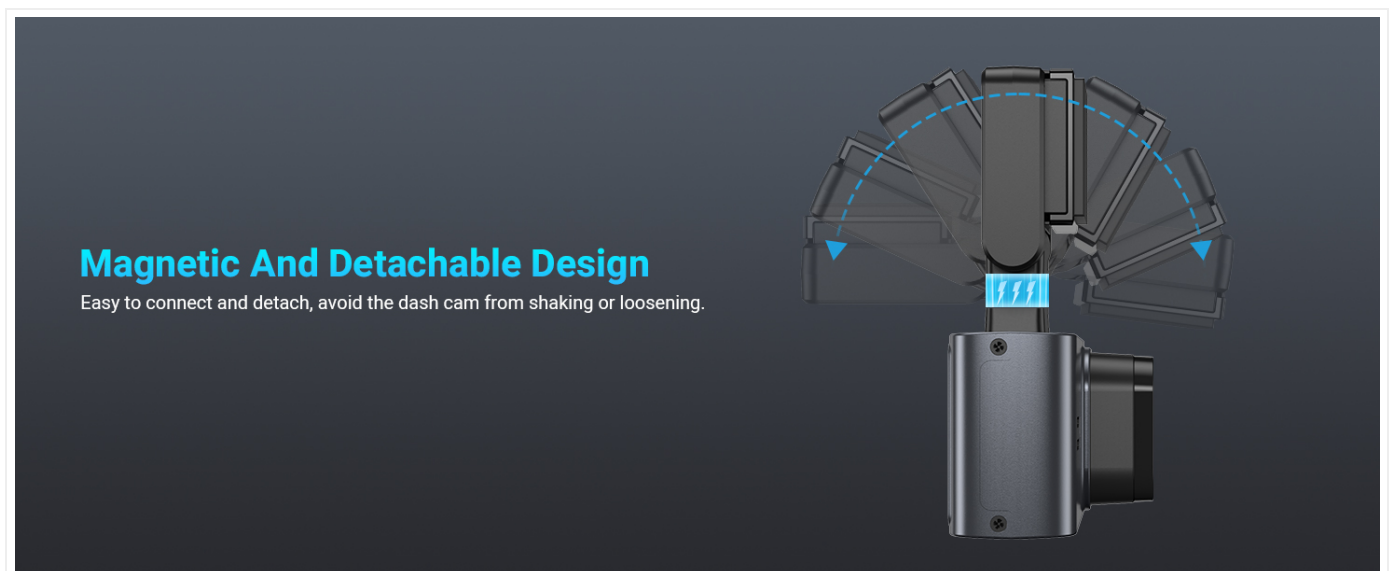 Magnetic And Detachable Design
Easy to connect and detach, avoid the dash cam from shaking or loosening.